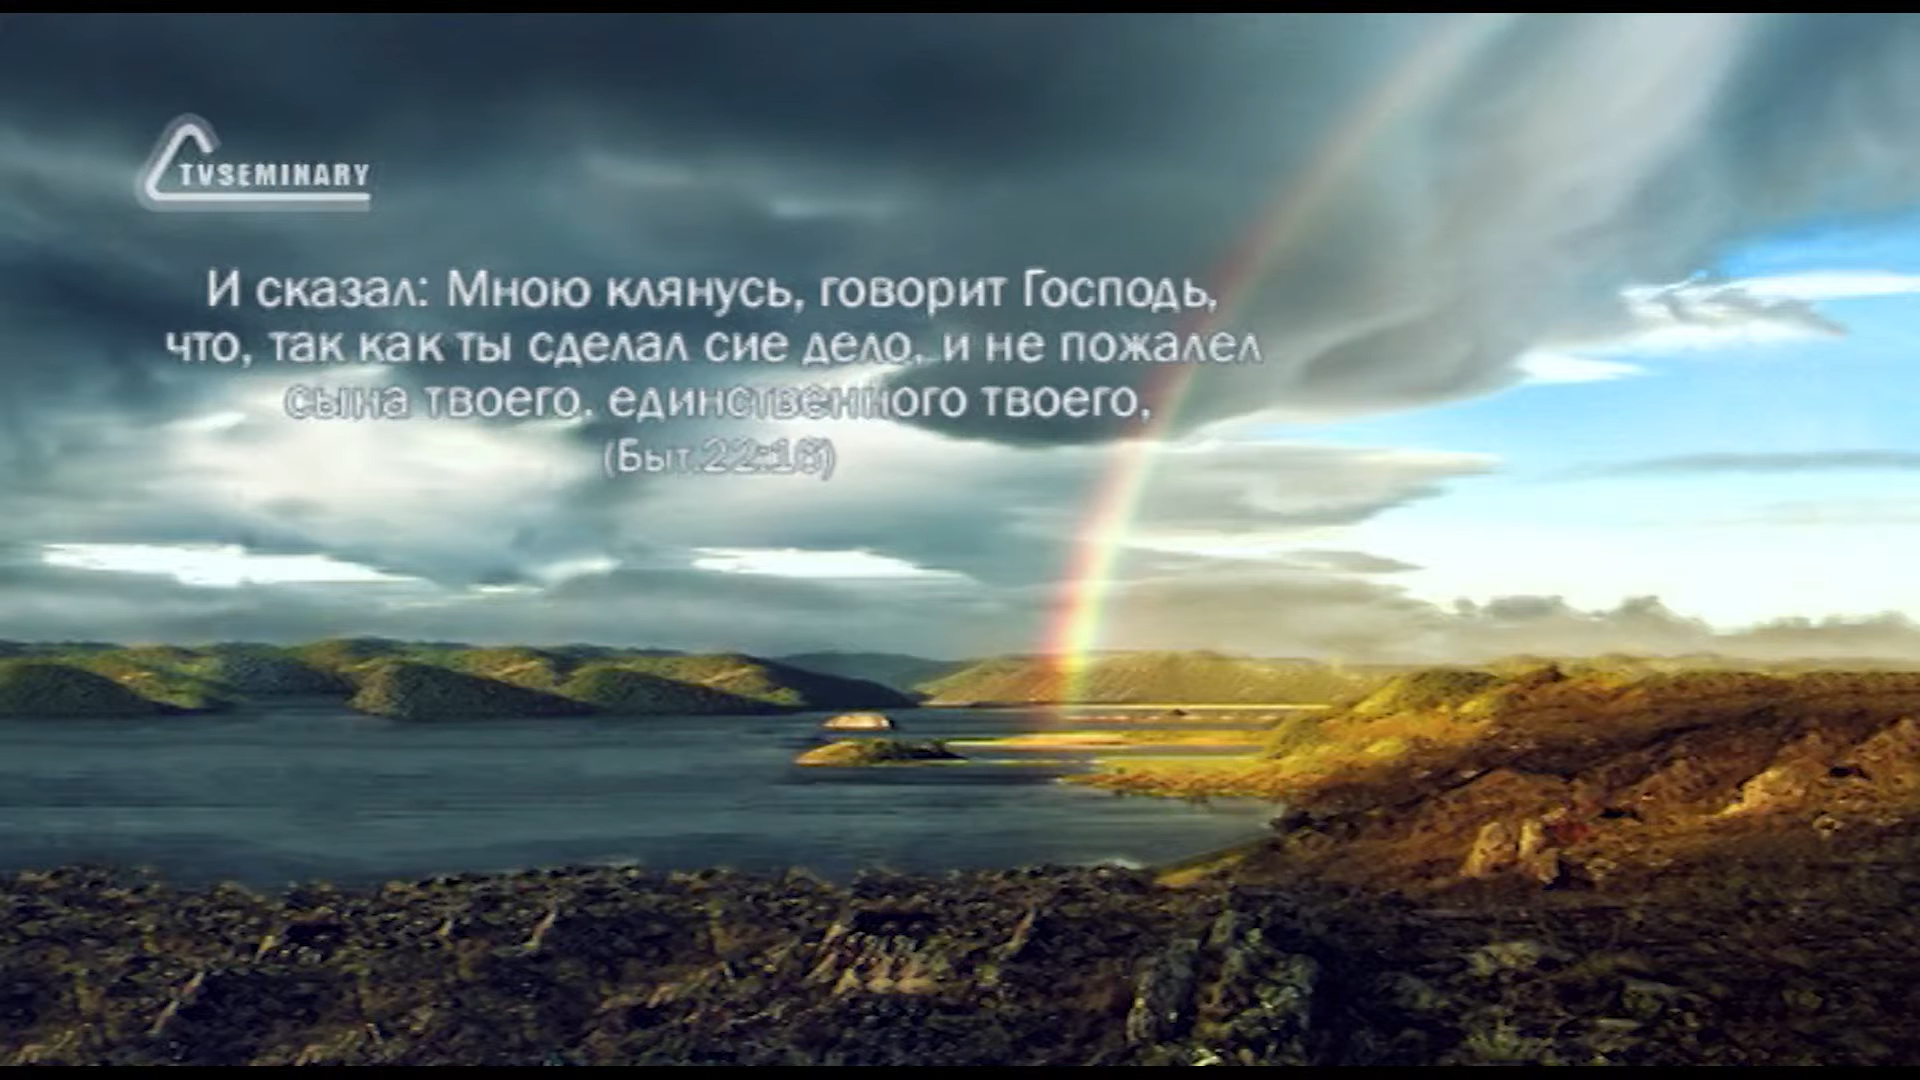 TVSEMINARY
И сказал: Мною клянусь, говорит Господь,
что, так как ты сделал сие дело, и не пожалел
сына твоего, единственного твоего,
(Быт.22:16)